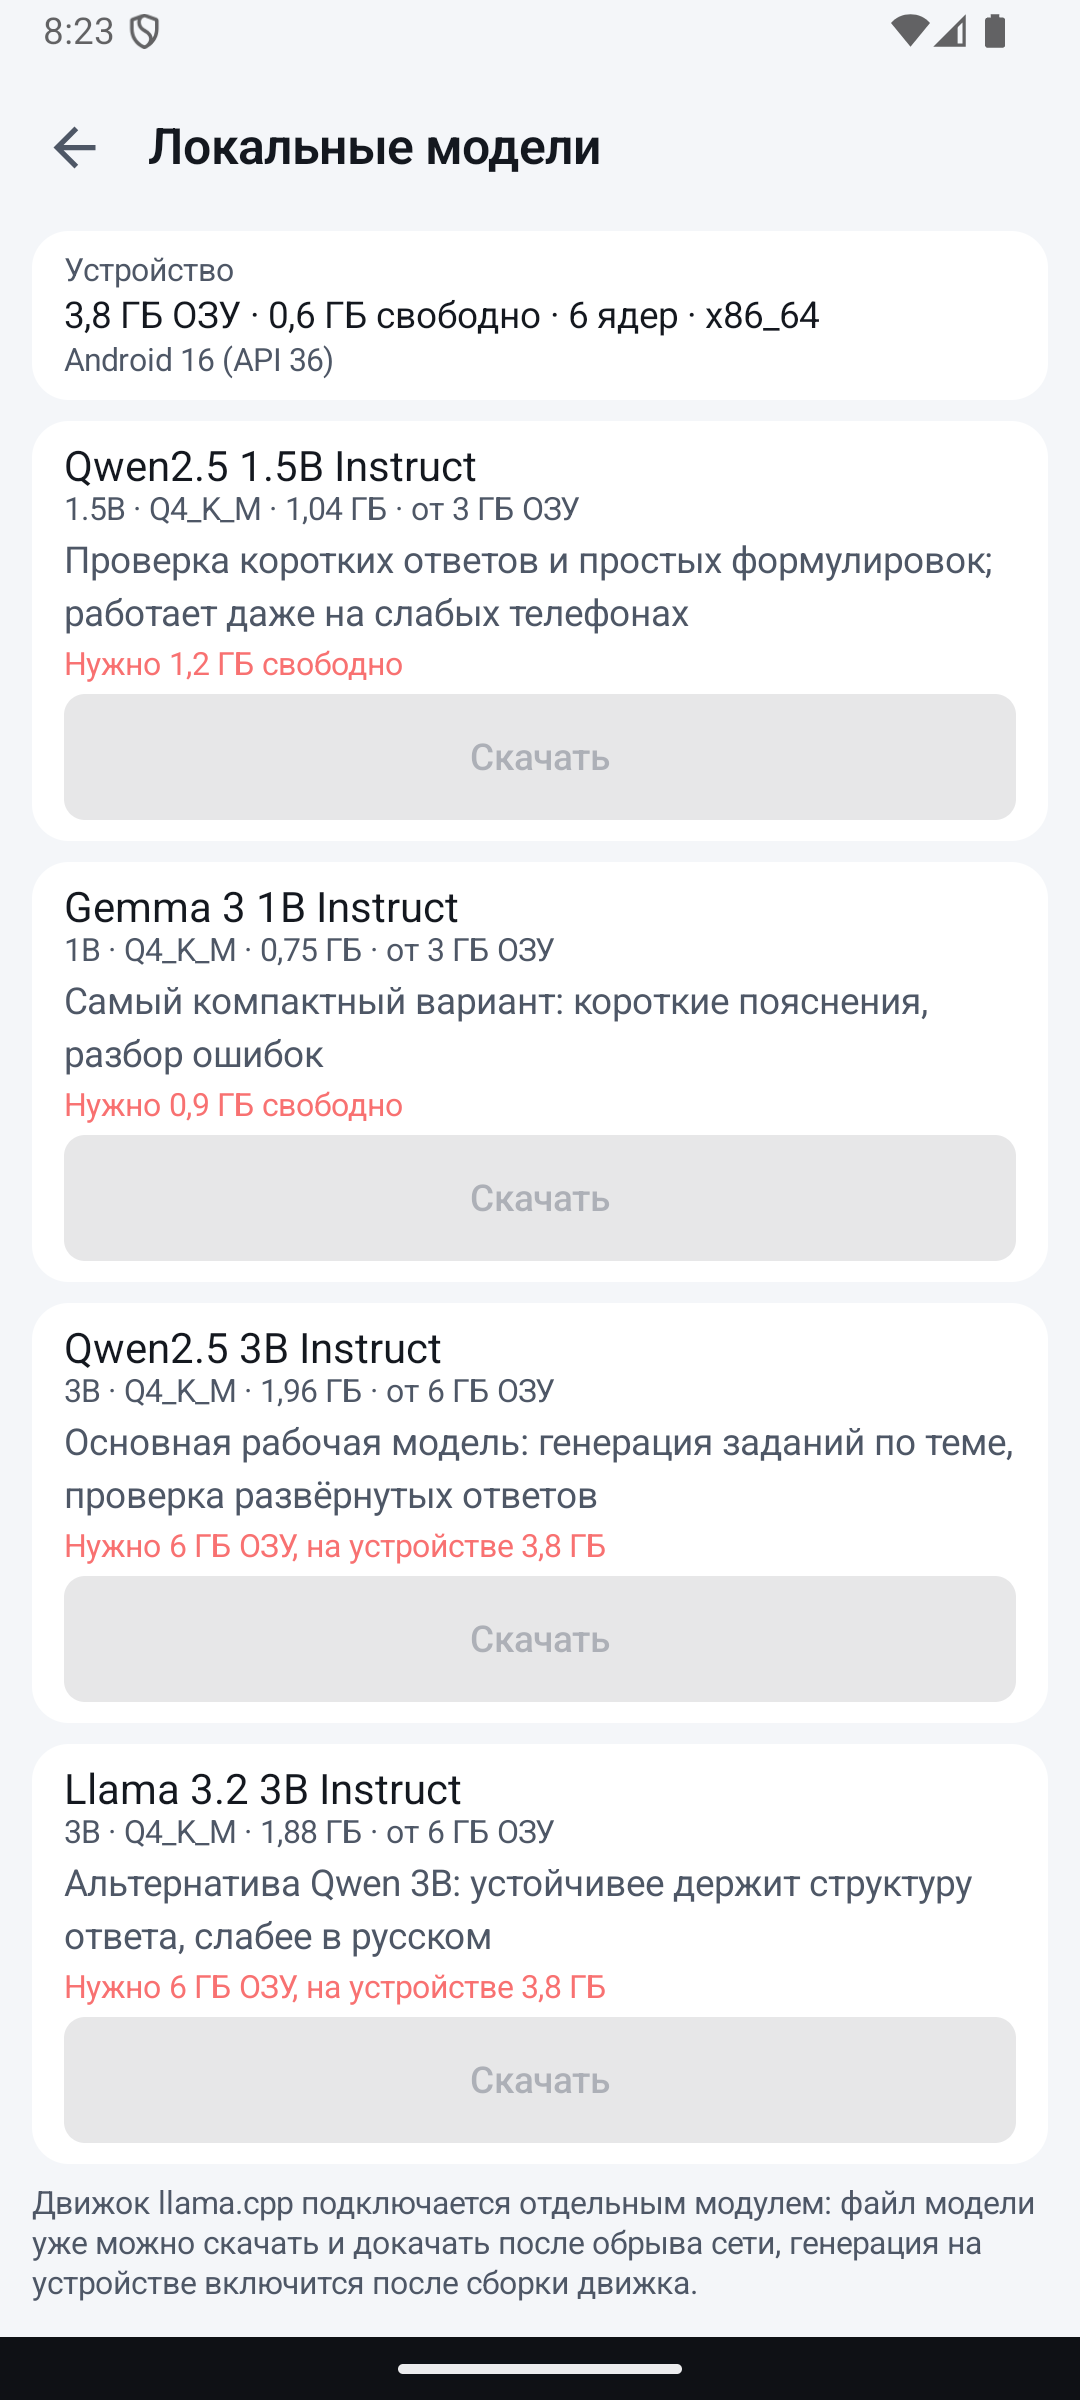 8:23
Локальные модели
Устройство
3,8 ГБ ОЗУ · 0,6 ГБ свободно · 6 ядер · x86_64
Android 16 (API 36)
Qwen2.5 1.5B Instruct
1.5B · Q4_K_M · 1,04 ГБ · от 3 ГБ ОЗУ
Проверка коротких ответов и простых формулировок;
работает даже на слабых телефонах
Нужно 1,2 ГБ свободно
Скачать
Gemma 3 1B Instruct
1B · Q4_K_M · 0,75 ГБ · от 3 ГБ ОЗУ
Самый компактный вариант: короткие пояснения,
разбор ошибок
Нужно 0,9 ГБ свободно
Скачать
Qwen2.5 3B Instruct
3B · Q4_K_M · 1,96 ГБ · от 6 ГБ ОЗУ
Основная рабочая модель: генерация заданий по теме,
проверка развёрнутых ответов
Нужно 6 ГБ ОЗУ, на устройстве 3,8 ГБ
Скачать
Llama 3.2 3B Instruct
3B · Q4_K_M · 1,88 ГБ · от 6 ГБ ОЗУ
Альтернатива Qwen 3B: устойчивее держит структуру
ответа, слабее в русском
Нужно 6 ГБ ОЗУ, на устройстве 3,8 ГБ
Скачать
Движок llama.cpp подключается отдельным модулем: файл модели
уже можно скачать и докачать после обрыва сети, генерация на
устройстве включится после сборки движка.